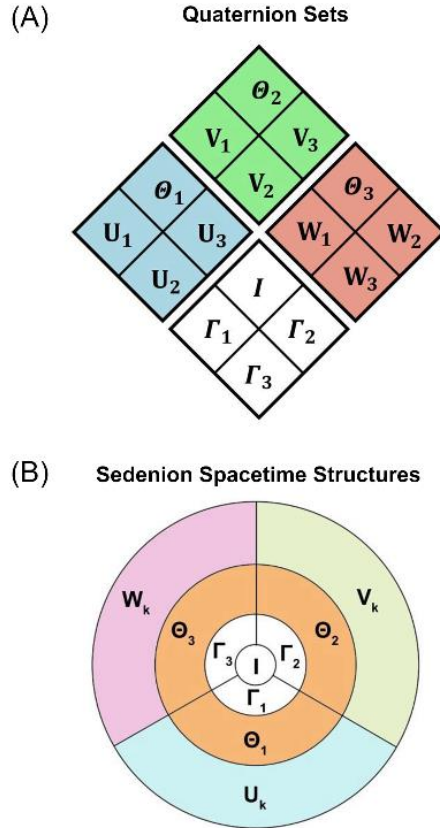 (A)
Quaternion Sets
Θ₂
V₁ V₃
V₂
Θ₁
U₁ U₃
U₂
Θ₃
W₁ W₂
W₃
I
Γ₁ Γ₂
Γ₃
(B)
Sedenion Spacetime Structures
Wₖ Vₖ
Θ₃ Θ₂
Γ₃ Γ₂
I
Γ₁
Θ₁
Uₖ